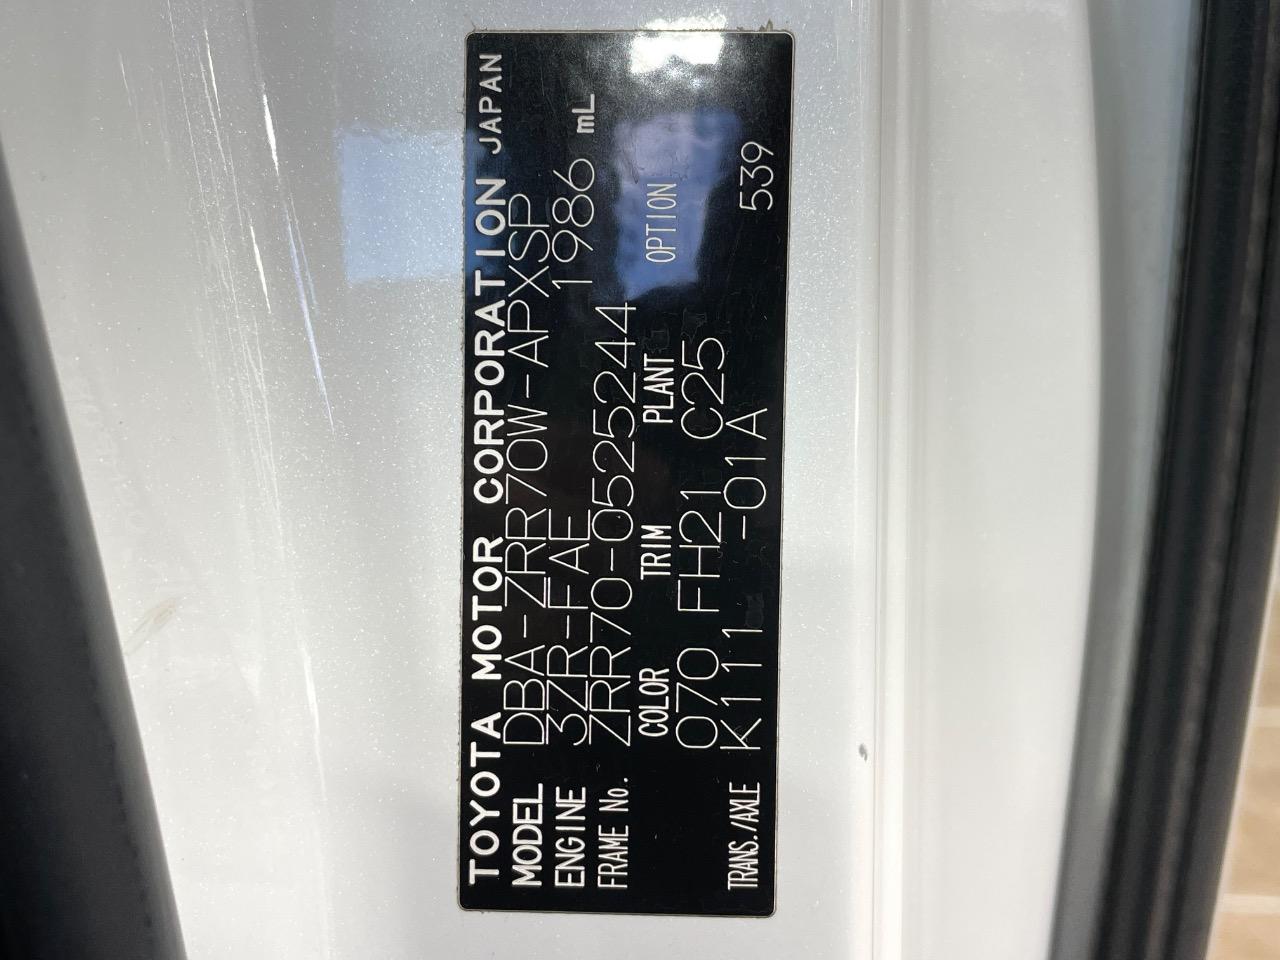 TOYOTA MOTOR CORPORATION JAPAN
MODEL DBA-ZRR70W-APXSP
ENGINE 3ZR-FAE 1986 mL
FRAME No. ZRR70-0525244
COLOR TRIM PLANT OPTION
070 FH21 C25
TRANS./AXLE K111 -01A 539